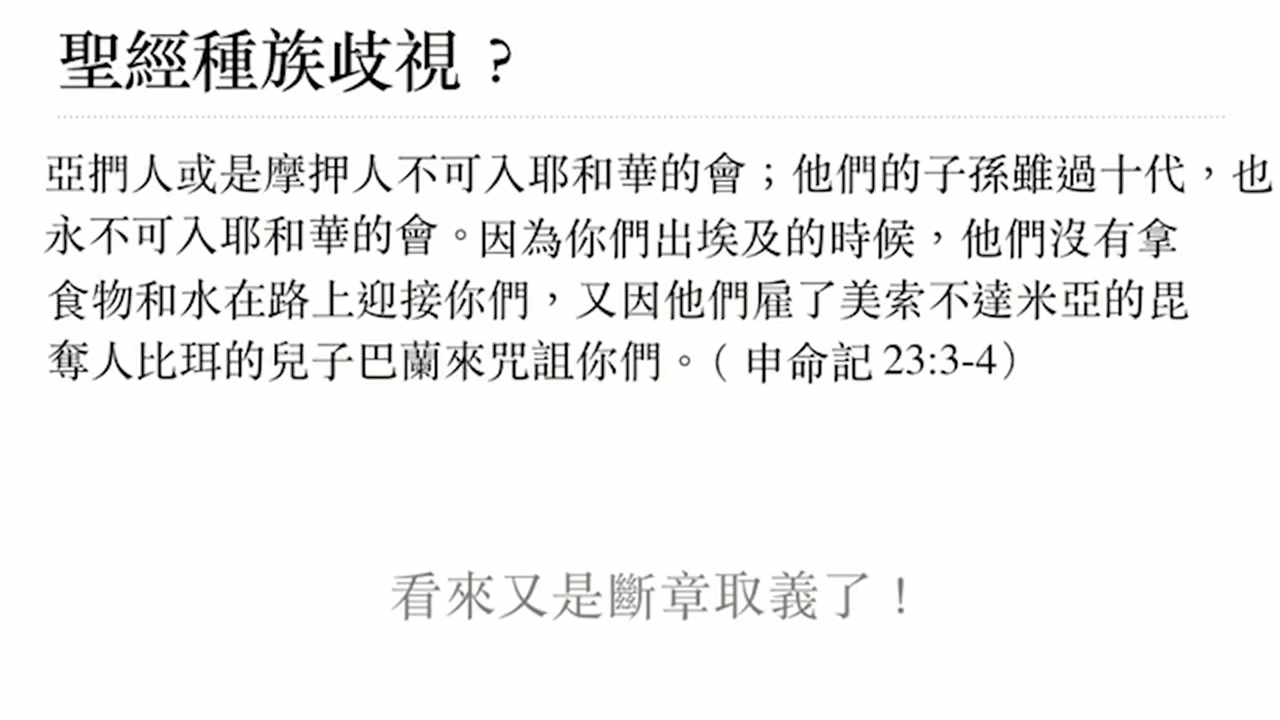 聖經種族歧視？
亞捫人或是摩押人不可入耶和華的會；他們的子孫雖過十代，也
永不可入耶和華的會。因為你們出埃及的時候，他們沒有拿
食物和水在路上迎接你們，又因他們雇了美索不達米亞的毘
奪人比珥的兒子巴蘭來咒詛你們。（申命記 23:3-4）
看來又是斷章取義了！